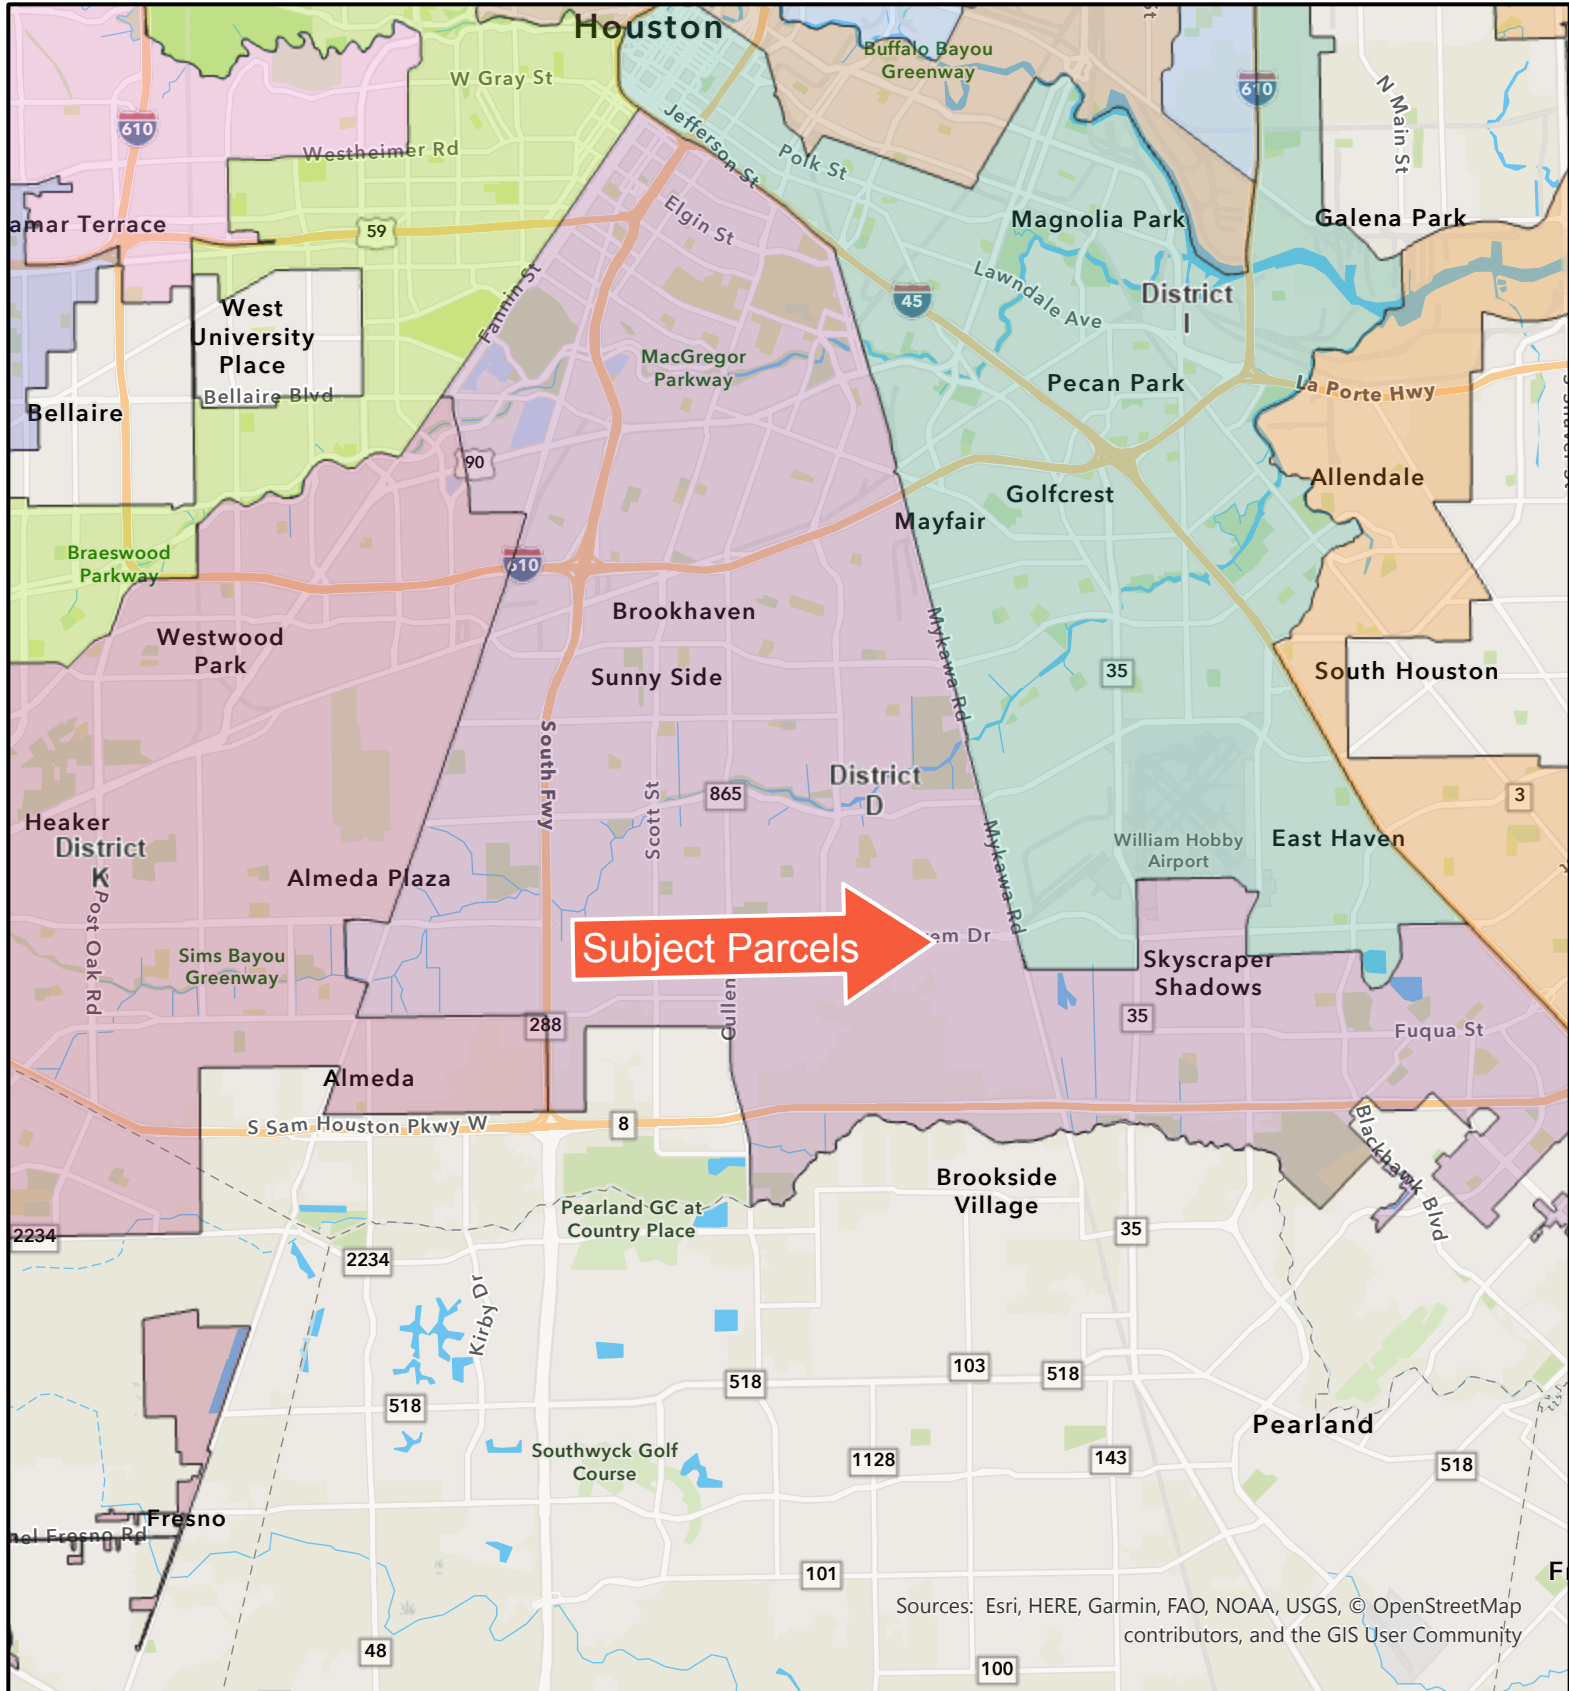 Houston
Buffalo Bayou
Greenway
W Gray St
610
610
N Main St
Jefferson St
Westheimer Rd
Polk St
Elgin St
Magnolia Park
Galena Park
59
Fannin St
Lawndale Ave
45
District
I
West
University
Place
MacGregor
Parkway
Pecan Park
La Porte Hwy
Bellaire Blvd
Bellaire
90
Golfcrest
Allendale
Mayfair
Braeswood
Parkway
610
Brookhaven
Westwood
Park
Mykawa Rd
Sunny Side
35
South Houston
South Fwy
District
D
865
3
Scott St
Heaker
District
K
William Hobby
Airport
East Haven
Mykawa Rd
Almeda Plaza
Post Oak Rd
Subject Parcels
em Dr
Sims Bayou
Greenway
Skyscraper
Shadows
Cullen
288
35
Fuqua St
Almeda
S Sam Houston Pkwy W
8
Blackhawk Blvd
Brookside
Village
Pearland GC at
Country Place
2234
35
2234
Kirby Dr
103
518
518
518
Pearland
Southwyck Golf
Course
1128
143
518
Fresno
nel Fresno Rd
101
Sources: Esri, HERE, Garmin, FAO, NOAA, USGS, © OpenStreetMap
contributors, and the GIS User Community
48
100